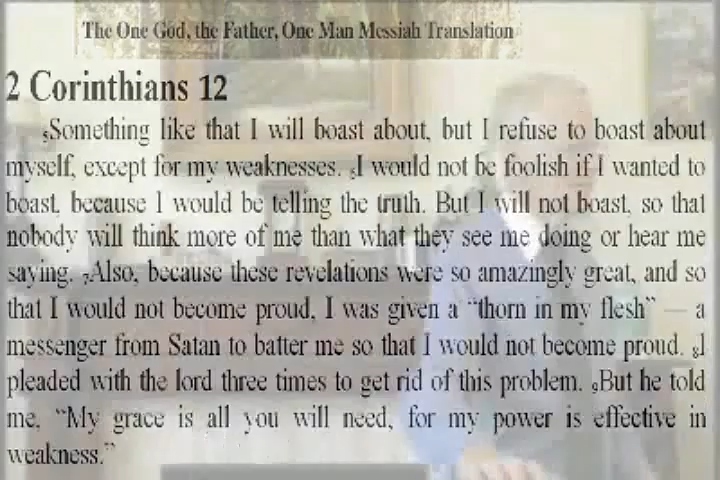 The One God, the Father, One Man Messiah Translation
2 Corinthians 12
5Something like that I will boast about, but I refuse to boast about
myself, except for my weaknesses. 6I would not be foolish if I wanted to
boast, because I would be telling the truth. But I will not boast, so that
nobody will think more of me than what they see me doing or hear me
saying. 7Also, because these revelations were so amazingly great, and so
that I would not become proud, I was given a “thorn in my flesh” — a
messenger from Satan to batter me so that I would not become proud. 8I
pleaded with the lord three times to get rid of this problem. 9But he told
me, “My grace is all you will need, for my power is effective in
weakness.”